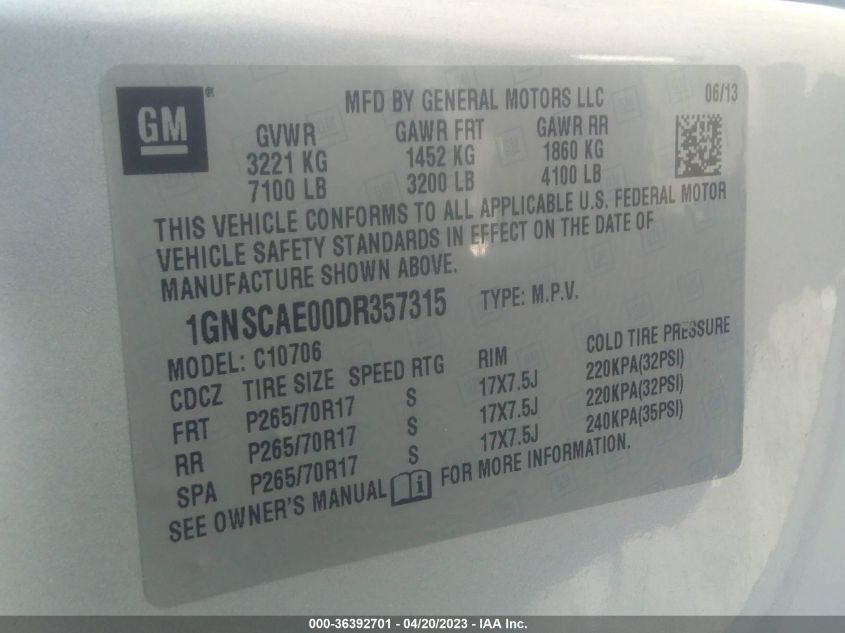 GM®
MFD BY GENERAL MOTORS LLC 06/13
GVWR GAWR FRT GAWR RR
3221 KG 1452 KG 1860 KG
7100 LB 3200 LB 4100 LB
THIS VEHICLE CONFORMS TO ALL APPLICABLE U.S. FEDERAL MOTOR
VEHICLE SAFETY STANDARDS IN EFFECT ON THE DATE OF
MANUFACTURE SHOWN ABOVE.
1GNSCAE00DR357315 TYPE: M.P.V.
MODEL: C10706
CDCZ TIRE SIZE SPEED RTG RIM COLD TIRE PRESSURE
FRT P265/70R17 S 17X7.5J 220KPA(32PSI)
RR P265/70R17 S 17X7.5J 220KPA(32PSI)
SPA P265/70R17 S 17X7.5J 240KPA(35PSI)
SEE OWNER'S MANUAL i FOR MORE INFORMATION.
000-36392701 - 04/20/2023 - IAA Inc.